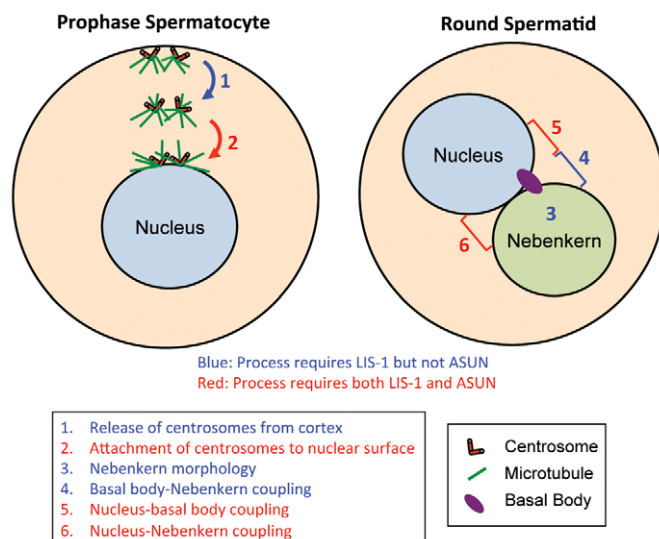 Prophase Spermatocyte
Round Spermatid
1
2
Nucleus
Nucleus
5
4
3
Nebenkern
6
Blue: Process requires LIS-1 but not ASUN
Red: Process requires both LIS-1 and ASUN
1. Release of centrosomes from cortex
2. Attachment of centrosomes to nuclear surface
3. Nebenkern morphology
4. Basal body-Nebenkern coupling
5. Nucleus-basal body coupling
6. Nucleus-Nebenkern coupling
Centrosome
Microtubule
Basal Body